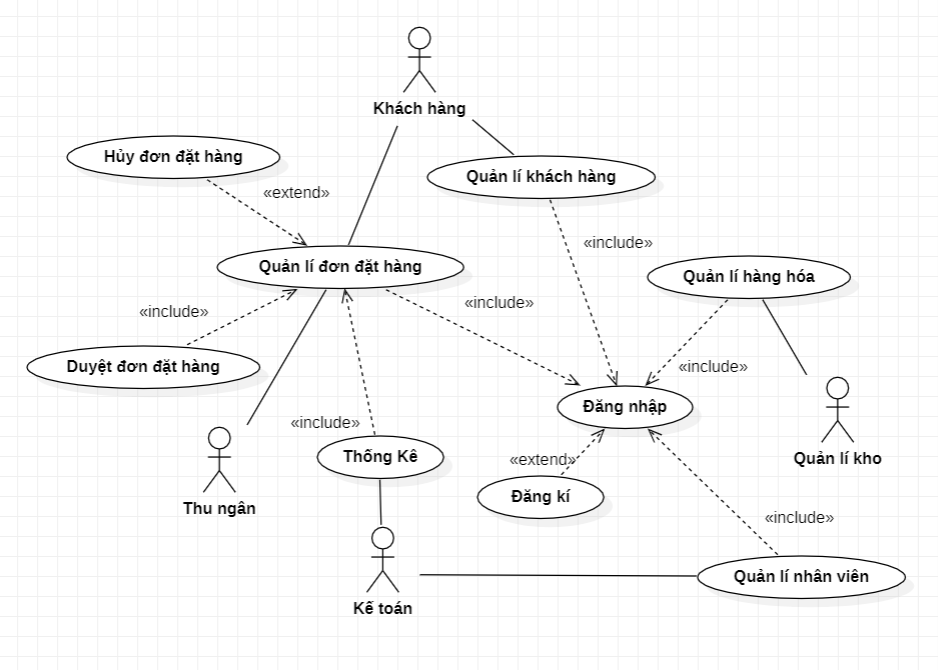 Khách hàng
Hủy đơn đặt hàng
Quản lí khách hàng
«extend»
«include»
Quản lí đơn đặt hàng
Quản lí hàng hóa
«include»
«include»
Duyệt đơn đặt hàng
«include»
Đăng nhập
«include»
Thống Kê
«extend»
Quản lí kho
Đăng kí
Thu ngân
«include»
Quản lí nhân viên
Kế toán